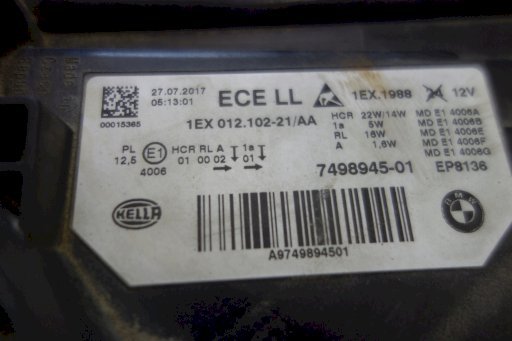 27.07.2017
05:13:01
00015365
ECE LL
1EX.1988 24 12V
1EX 012.102-21/AA
HCR 22W/14W
1a 5W
RL 16W
A 1,6W
MD E1 4006A
MD E1 4006B
MD E1 4006E
MD E1 4006F
MD E1 4006G
PL
12,5
E1
4006
HCR RL A 1a
01 00 02 01
7498945-01
EP8136
HELLA
BMW
A9749894501